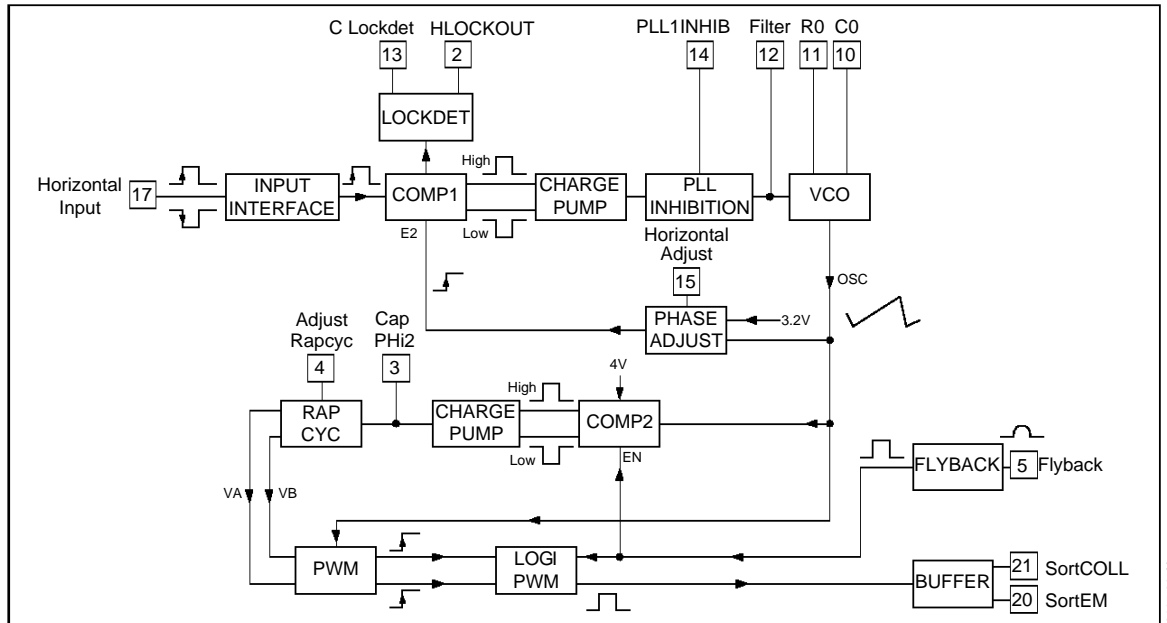 C Lockdet HLOCKOUT PLL1INHIB Filter R0 C0
13 2 14 12 11 10
LOCKDET
High
Horizontal
Input
17
INPUT
INTERFACE
COMP1
CHARGE
PUMP
PLL
INHIBITION
VCO
E2
Low
Horizontal
Adjust
15
OSC
PHASE
ADJUST
3.2V
Adjust
Rapcyc
4
Cap
PHi2
3
4V
High
RAP
CYC
CHARGE
PUMP
COMP2
Low
EN
FLYBACK
5
Flyback
VA
VB
PWM
LOGI
PWM
BUFFER
21 SortCOLL
20 SortEM